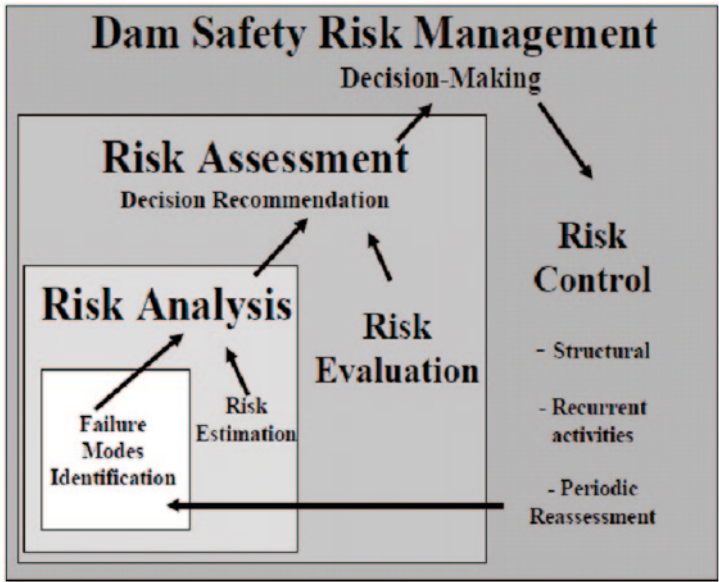 Dam Safety Risk Management
Decision-Making
Risk Assessment
Decision Recommendation
Risk Analysis
Failure
Modes
Identification
Risk
Estimation
Risk
Evaluation
Risk
Control
- Structural
- Recurrent
activities
- Periodic
Reassessment